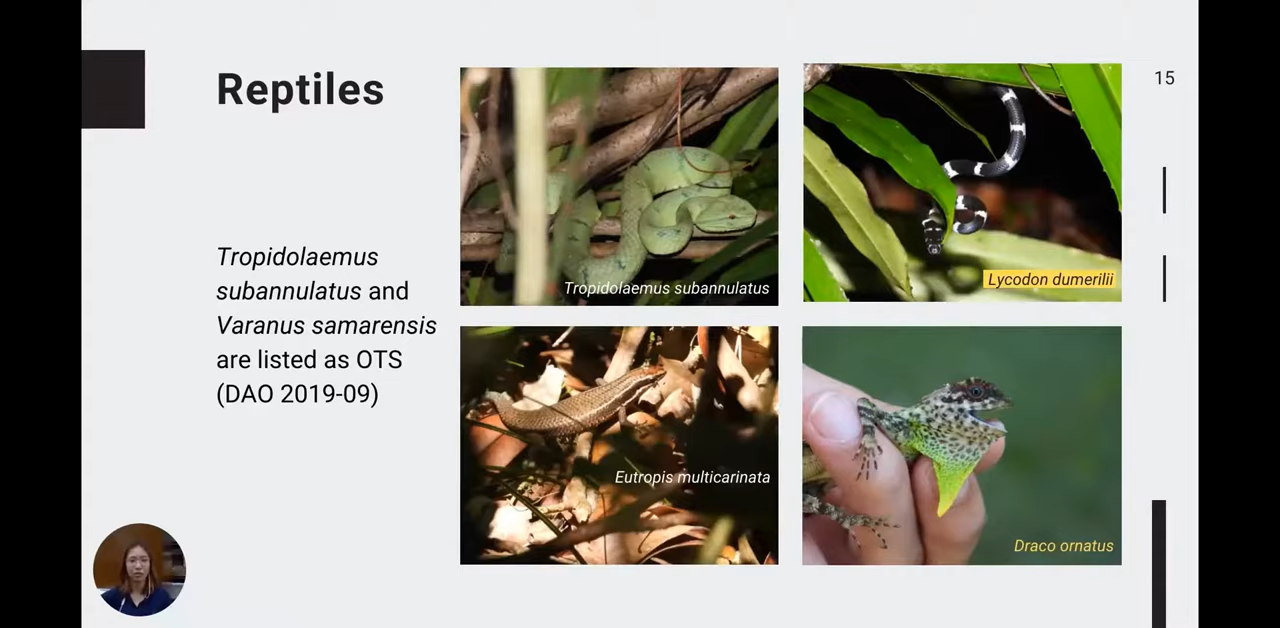 Reptiles
15
Tropidolaemus
subannulatus and
Varanus samarensis
are listed as OTS
(DAO 2019-09)
Tropidolaemus subannulatus
Lycodon dumerilii
Eutropis multicarinata
Draco ornatus